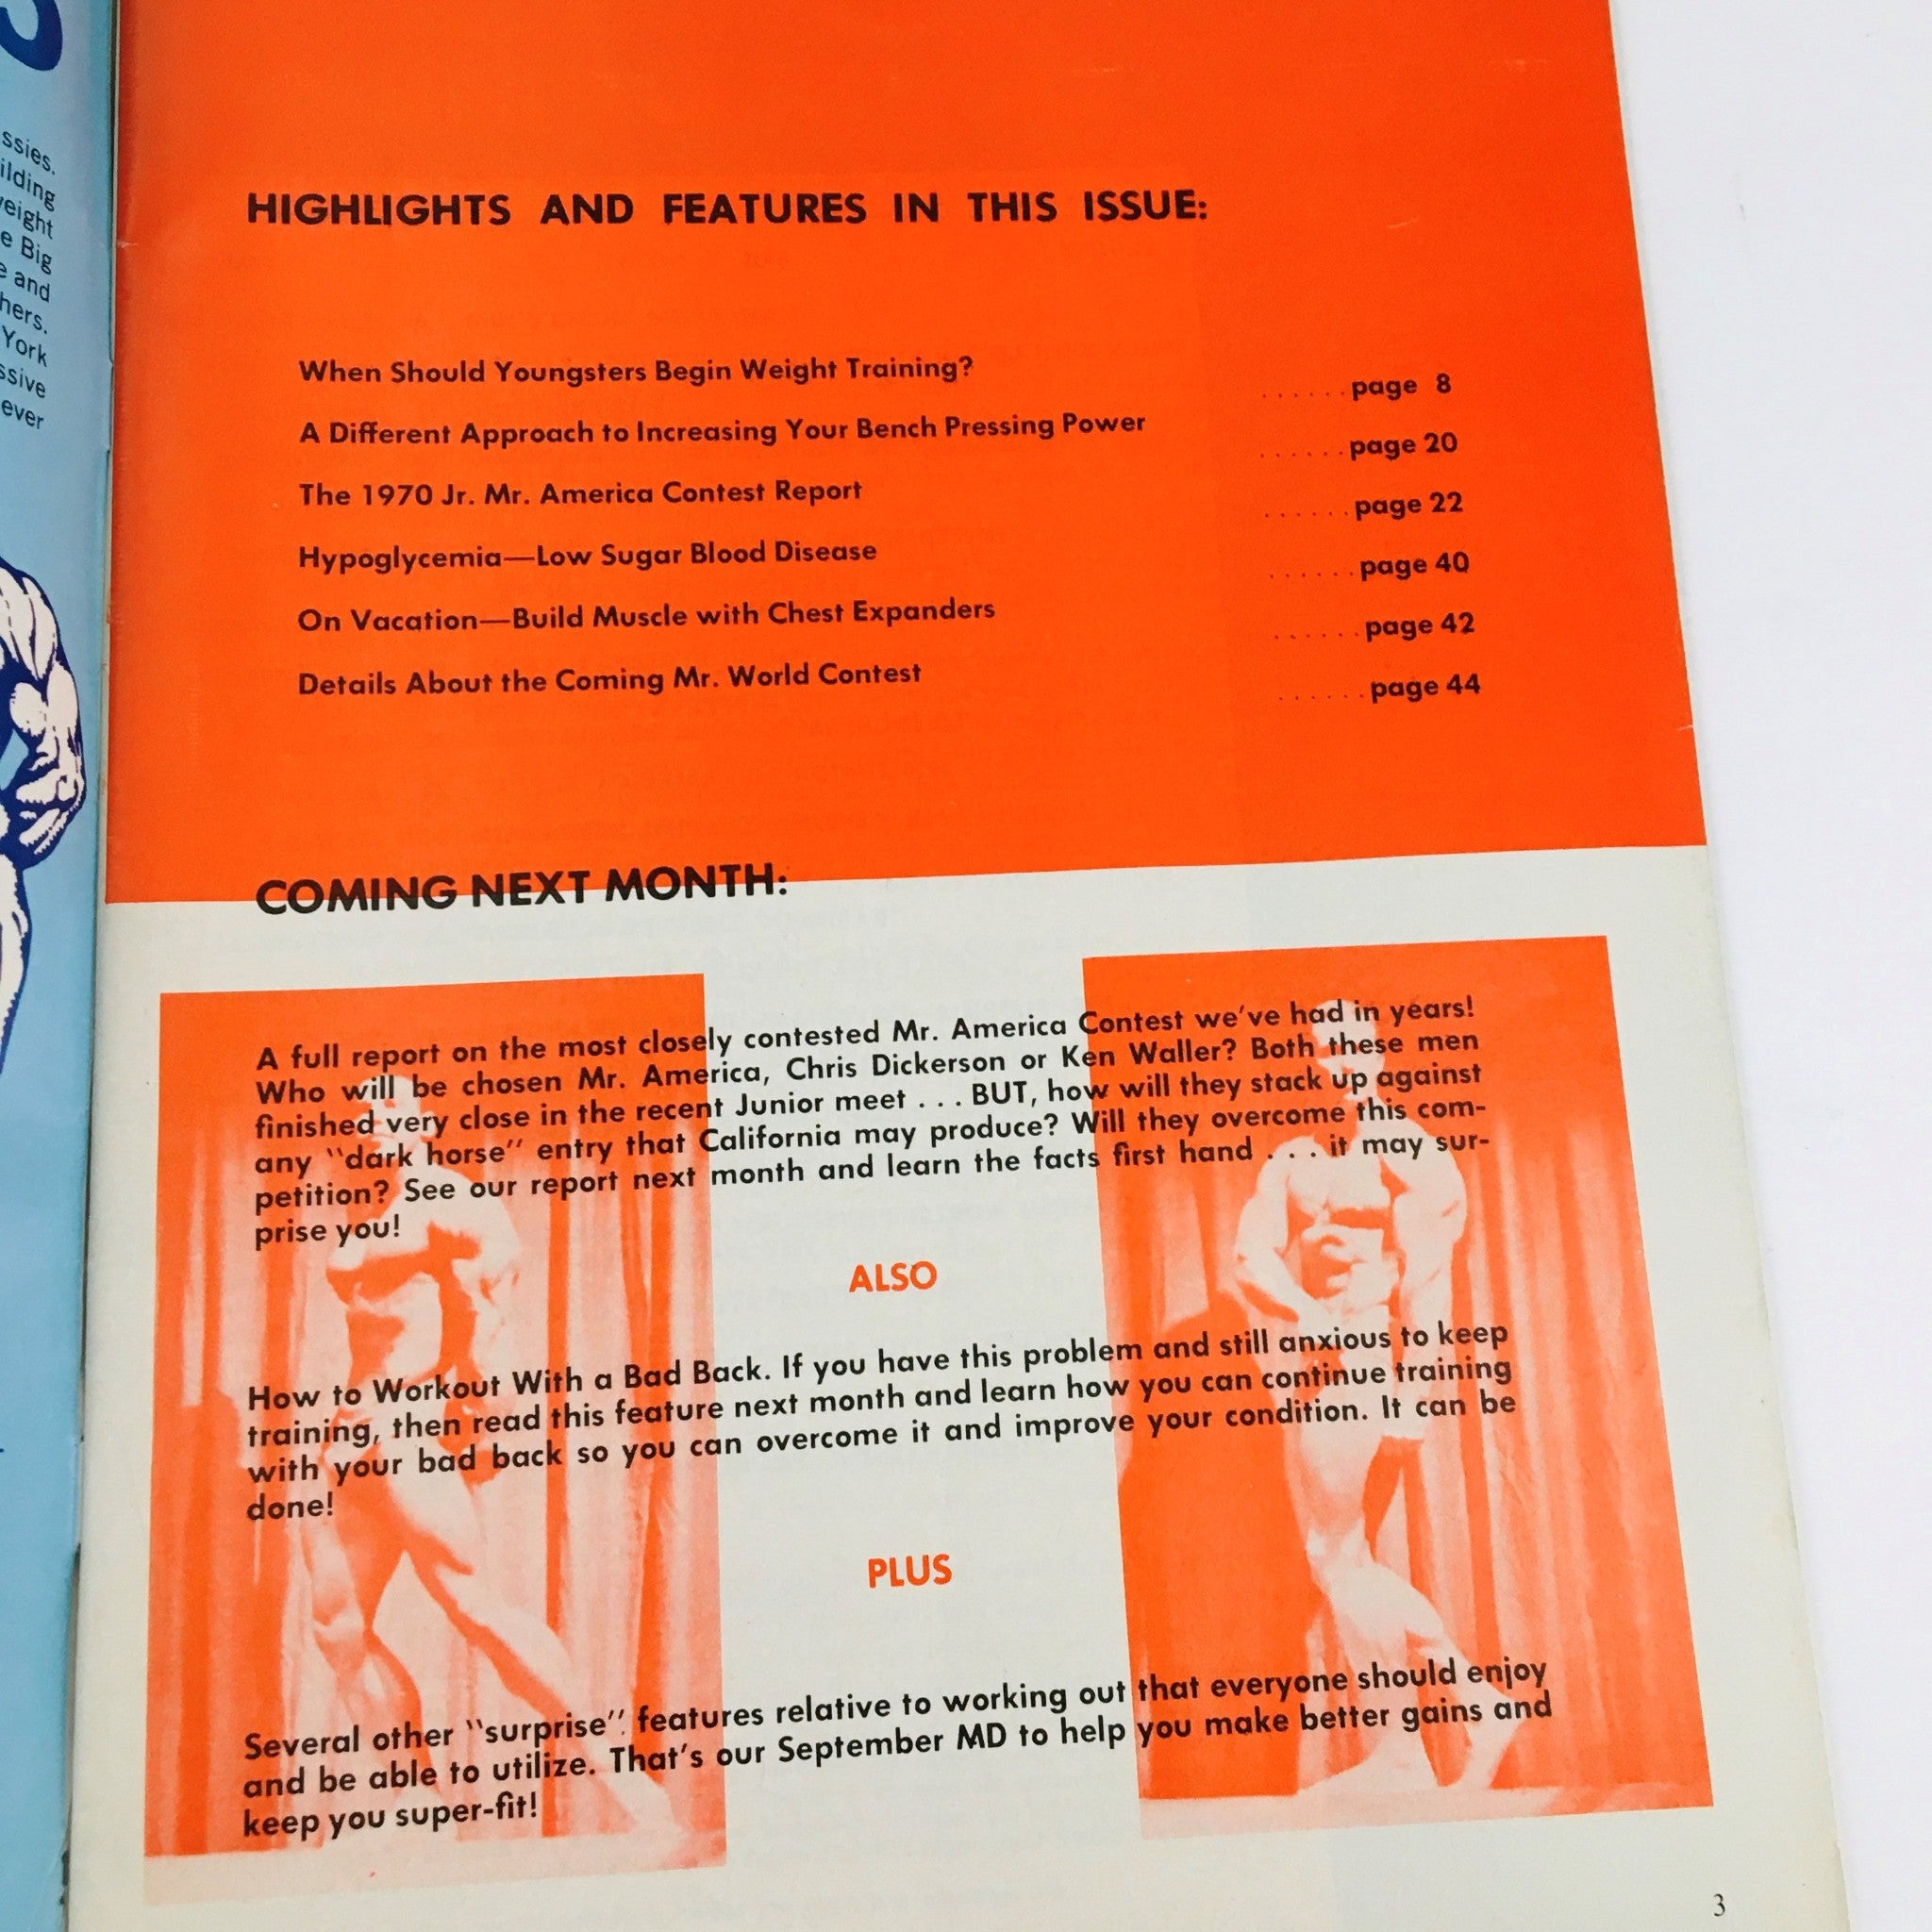 S
ssies.
ilding
eight
e Big
e and
hers.
York
ssive
ever
HIGHLIGHTS AND FEATURES IN THIS ISSUE:
When Should Youngsters Begin Weight Training? ......page 8
A Different Approach to Increasing Your Bench Pressing Power ......page 20
The 1970 Jr. Mr. America Contest Report ......page 22
Hypoglycemia—Low Sugar Blood Disease ......page 40
On Vacation—Build Muscle with Chest Expanders ......page 42
Details About the Coming Mr. World Contest ......page 44
COMING NEXT MONTH:
A full report on the most closely contested Mr. America Contest we've had in years!
Who will be chosen Mr. America, Chris Dickerson or Ken Waller? Both these men
finished very close in the recent Junior meet . . . BUT, how will they stack up against
any "dark horse" entry that California may produce? Will they overcome this com-
petition? See our report next month and learn the facts first hand . . . it may sur-
prise you!
ALSO
How to Workout With a Bad Back. If you have this problem and still anxious to keep
training, then read this feature next month and learn how you can continue training
with your bad back so you can overcome it and improve your condition. It can be
done!
PLUS
Several other "surprise" features relative to working out that everyone should enjoy
and be able to utilize. That's our September MD to help you make better gains and
keep you super-fit!
3